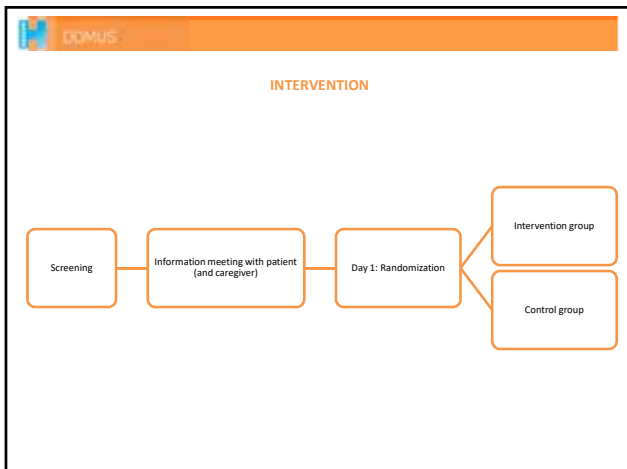 DOMUS
INTERVENTION
Screening
Information meeting with patient
(and caregiver)
Day 1: Randomization
Intervention group
Control group